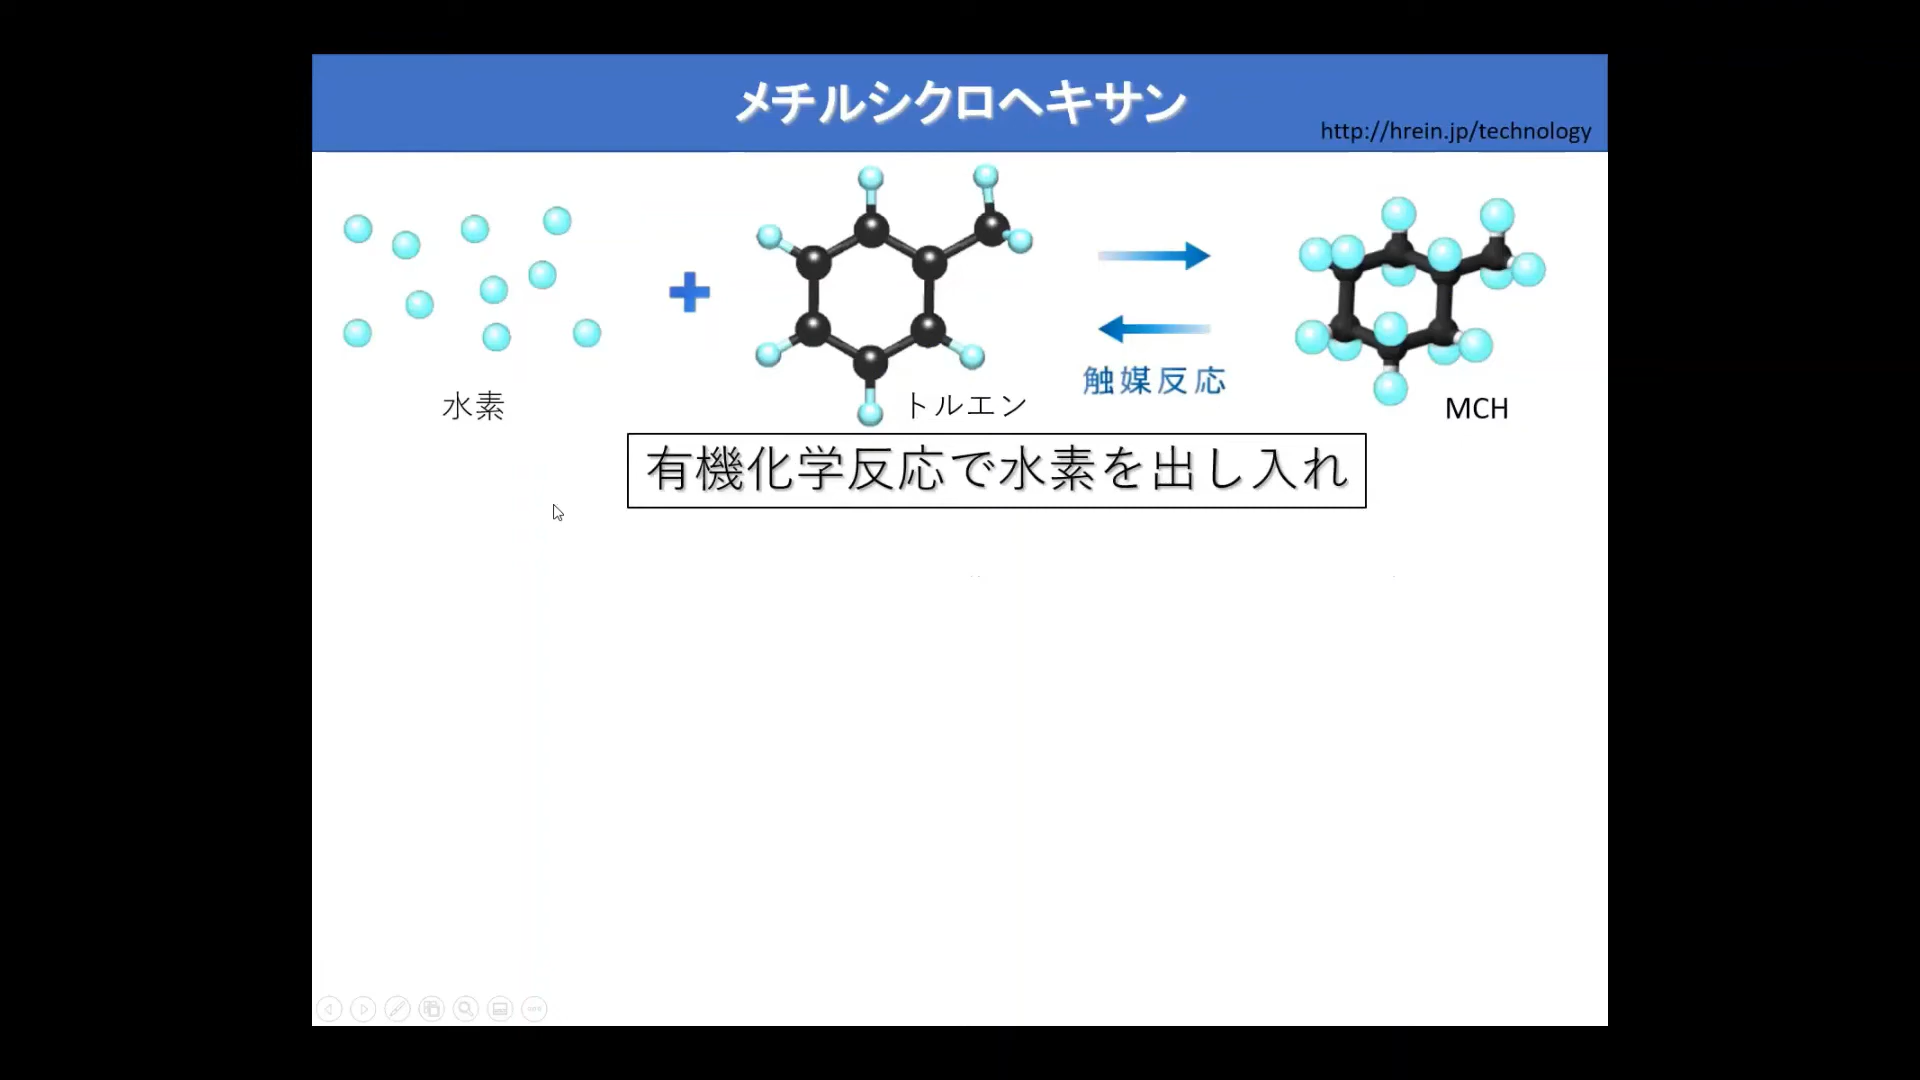 メチルシクロヘキサン
http://hrein.jp/technology
水素
トルエン
触媒反応
MCH
有機化学反応で水素を出し入れ